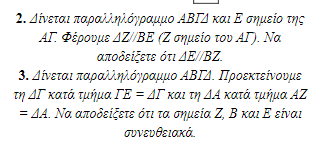 2. Δίνεται παραλληλόγραμμο ΑΒΓΔ και Ε σημείο της
ΑΓ. Φέρουμε ΔΖ//ΒΕ (Ζ σημείο του ΑΓ). Να
αποδείξετε ότι ΔΕ//ΒΖ.
3. Δίνεται παραλληλόγραμμο ΑΒΓΔ. Προεκτείνουμε
τη ΔΓ κατά τμήμα ΓΕ = ΔΓ και τη ΔΑ κατά τμήμα ΑΖ
= ΔΑ. Να αποδείξετε ότι τα σημεία Ζ, Β και Ε είναι
συνευθειακά.